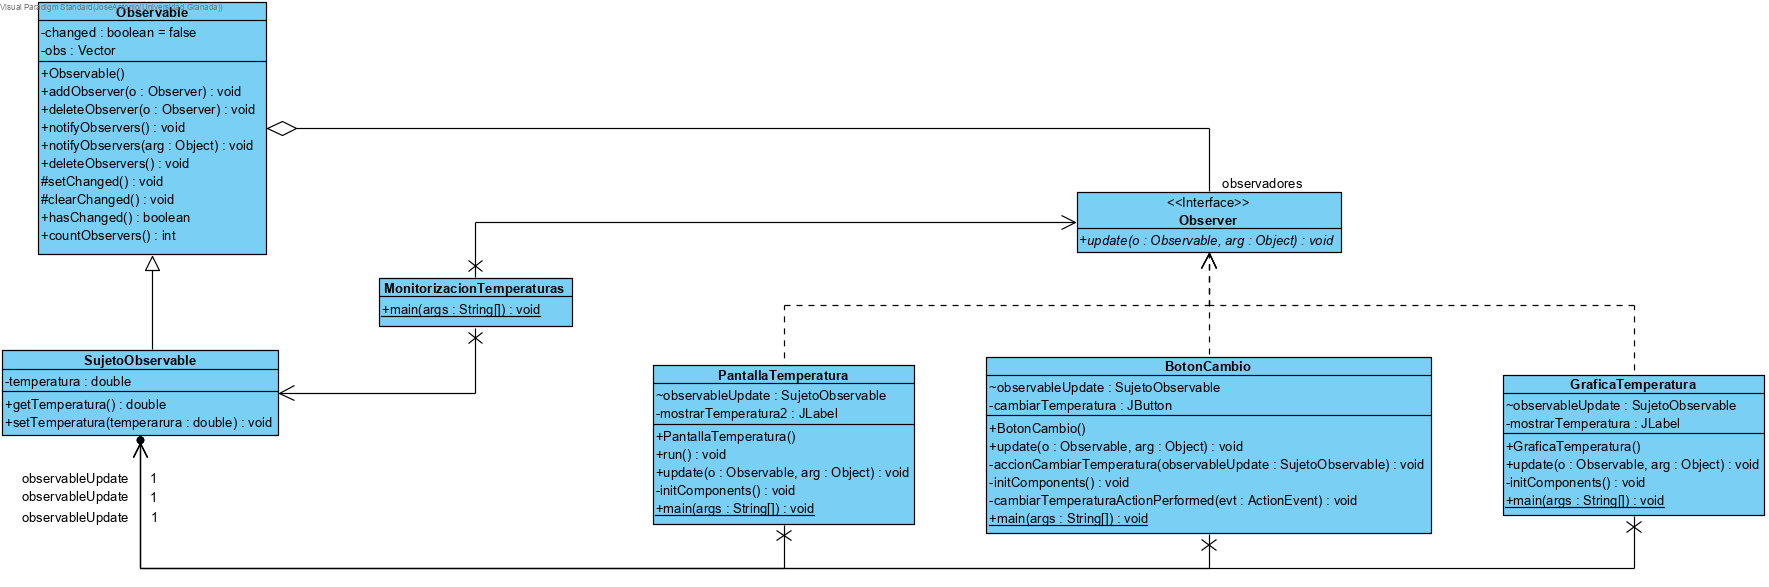 Visual Paradigm Standard(JoseAntonio(Universidad Granada))
Observable
-changed : boolean = false
-obs : Vector
+Observable()
+addObserver(o : Observer) : void
+deleteObserver(o : Observer) : void
+notifyObservers() : void
+notifyObservers(arg : Object) : void
+deleteObservers() : void
#setChanged() : void
#clearChanged() : void
+hasChanged() : boolean
+countObservers() : int
observadores
<<Interface>>
Observer
+update(o : Observable, arg : Object) : void
MonitorizacionTemperaturas
+main(args : String[]) : void
SujetoObservable
-temperatura : double
+getTemperatura() : double
+setTemperatura(temperarura : double) : void
observableUpdate 1
observableUpdate 1
observableUpdate 1
PantallaTemperatura
~observableUpdate : SujetoObservable
-mostrarTemperatura2 : JLabel
+PantallaTemperatura()
+run() : void
+update(o : Observable, arg : Object) : void
-initComponents() : void
+main(args : String[]) : void
BotonCambio
~observableUpdate : SujetoObservable
-cambiarTemperatura : JButton
+BotonCambio()
+update(o : Observable, arg : Object) : void
-accionCambiarTemperatura(observableUpdate : SujetoObservable) : void
-initComponents() : void
-cambiarTemperaturaActionPerformed(evt : ActionEvent) : void
+main(args : String[]) : void
GraficaTemperatura
~observableUpdate : SujetoObservable
-mostrarTemperatura : JLabel
+GraficaTemperatura()
+update(o : Observable, arg : Object) : void
-initComponents() : void
+main(args : String[]) : void